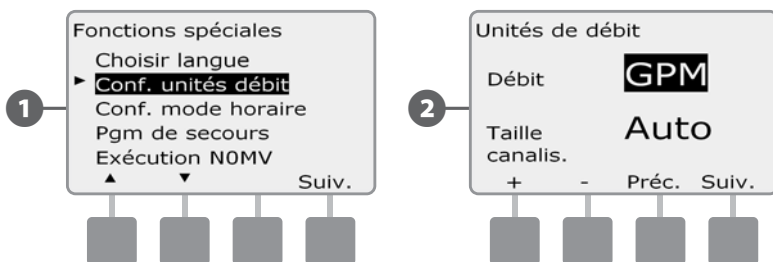 1
Fonctions spéciales
Choisir langue
► Conf. unités débit
Conf. mode horaire
Pgm de secours
Exécution N0MV
▲ ▼ Suiv.
2
Unités de débit
Débit GPM
Taille canalis. Auto
+ - Préc. Suiv.